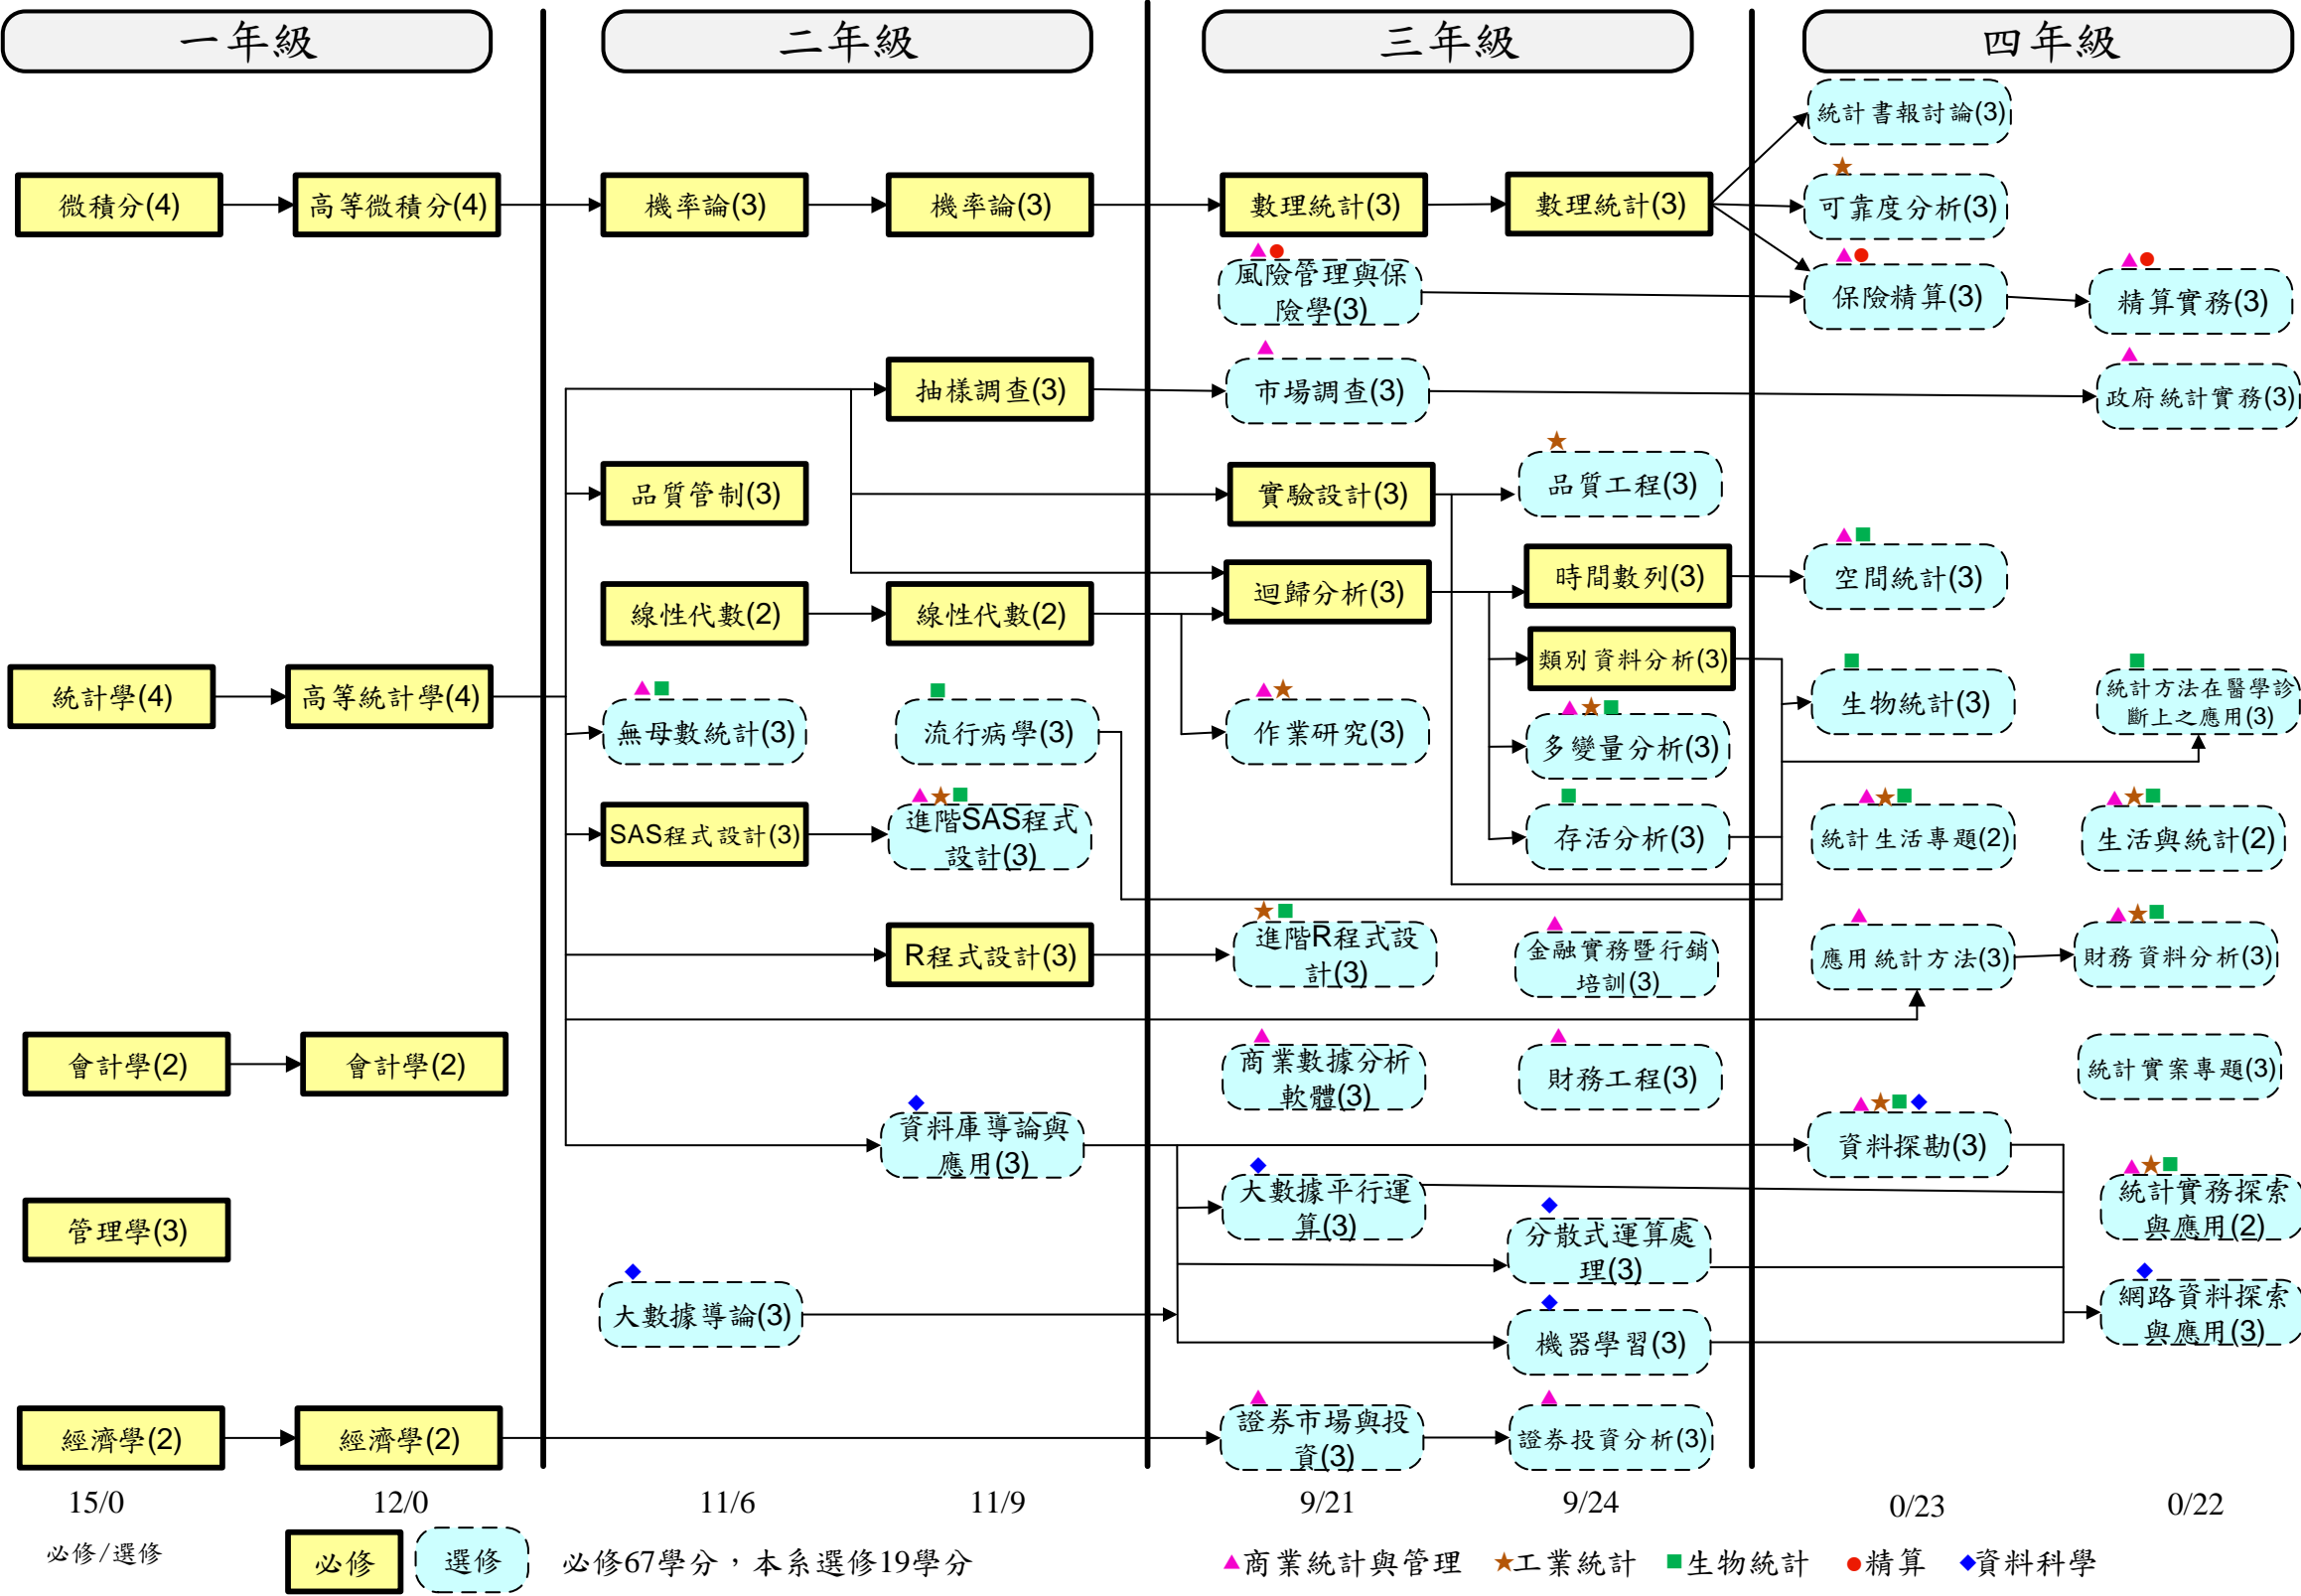 一年級
二年級
三年級
四年級
統計書報討論(3)
微積分(4)
高等微積分(4)
機率論(3)
機率論(3)
數理統計(3)
數理統計(3)
可靠度分析(3)
風險管理與保
險學(3)
保險精算(3)
精算實務(3)
抽樣調查(3)
市場調查(3)
政府統計實務(3)
品質管制(3)
實驗設計(3)
品質工程(3)
線性代數(2)
線性代數(2)
迴歸分析(3)
時間數列(3)
空間統計(3)
類別資料分析(3)
統計學(4)
高等統計學(4)
無母數統計(3)
流行病學(3)
作業研究(3)
多變量分析(3)
生物統計(3)
統計方法在醫學診
斷上之應用(3)
SAS程式設計(3)
進階SAS程式
設計(3)
存活分析(3)
統計生活專題(2)
生活與統計(2)
R程式設計(3)
進階R程式設
計(3)
金融實務暨行銷
培訓(3)
應用統計方法(3)
財務資料分析(3)
會計學(2)
會計學(2)
商業數據分析
軟體(3)
財務工程(3)
統計實案專題(3)
資料庫導論與
應用(3)
資料探勘(3)
管理學(3)
大數據平行運
算(3)
分散式運算處
理(3)
統計實務探索
與應用(2)
大數據導論(3)
機器學習(3)
網路資料探索
與應用(3)
經濟學(2)
經濟學(2)
證券市場與投
資(3)
證券投資分析(3)
15/0
12/0
11/6
11/9
9/21
9/24
0/23
0/22
必修/選修
必修
選修
必修67學分，本系選修19學分
商業統計與管理
工業統計
生物統計
精算
資料科學